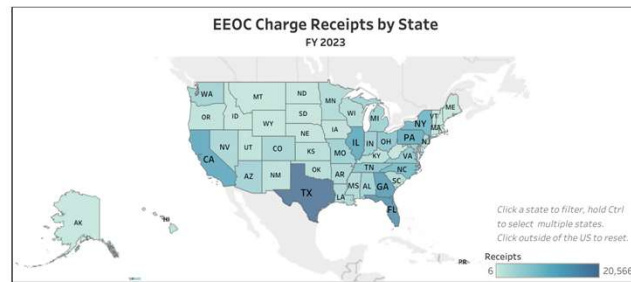 EEOC Charge Receipts by State
FY 2023
WA
MT
ND
MN
ME
OR
ID
SD
WI
MI
VT
NY
MA
WY
IA
NE
PA
NJ
NV
UT
CO
IL
IN
OH
CA
KS
MO
KY
VA
AZ
NM
OK
AR
TN
NC
SC
TX
MS
AL
GA
LA
FL
AK
HI
PR
Click a state to filter, hold Ctrl
to select multiple states.
Click outside of the US to reset.
Receipts
6
20,566